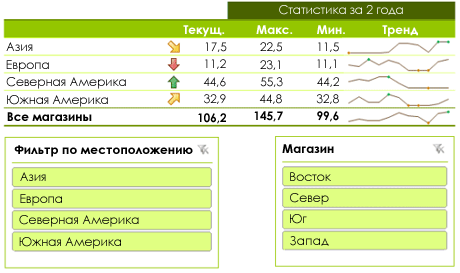 Статистика за 2 года
Текущ. Макс. Мин. Тренд
Азия 17,5 22,5 11,5
Европа 11,2 23,1 11,1
Северная Америка 44,6 55,3 44,2
Южная Америка 32,9 44,8 32,8
Все магазины 106,2 145,7 99,6
Фильтр по местоположению
Азия
Европа
Северная Америка
Южная Америка
Магазин
Восток
Север
Юг
Запад